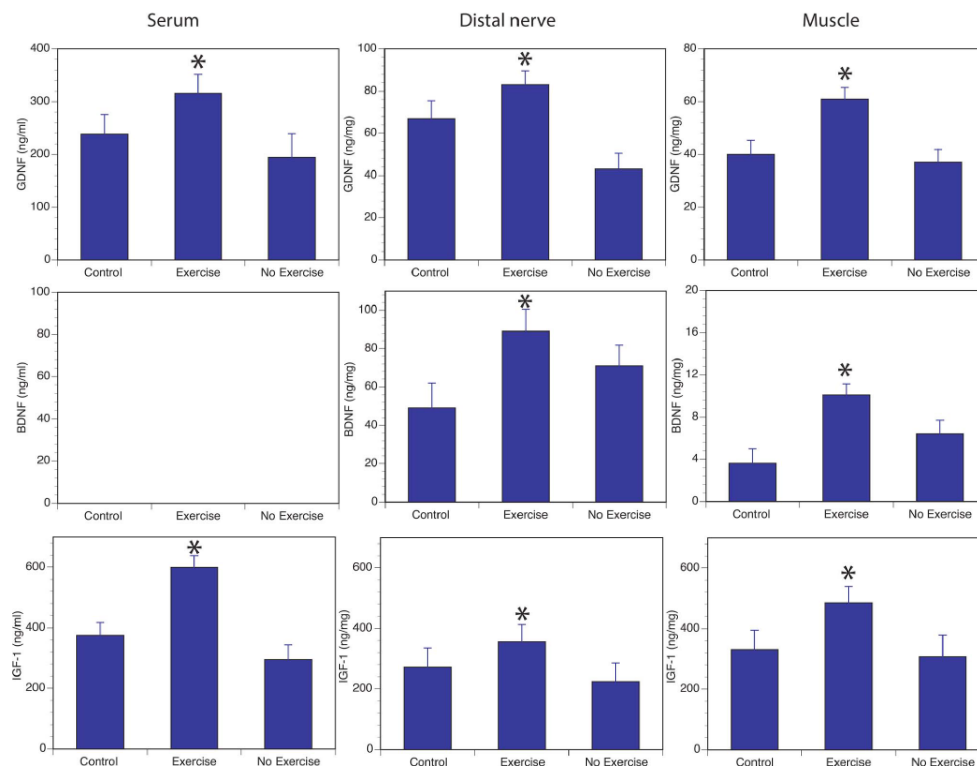 Serum
Distal nerve
Muscle
400
300
200
100
0
GDNF (ng/ml)
*
Control Exercise No Exercise
100
80
60
40
20
0
GDNF (ng/mg)
*
Control Exercise No Exercise
80
60
40
20
0
GDNF (ng/mg)
*
Control Exercise No Exercise
100
80
60
40
20
0
BDNF (ng/ml)
Control Exercise No Exercise
100
80
60
40
20
0
BDNF (ng/mg)
*
Control Exercise No Exercise
20
16
12
8
4
0
BDNF (ng/mg)
*
Control Exercise No Exercise
600
400
200
0
IGF-1 (ng/ml)
*
Control Exercise No Exercise
600
400
200
0
IGF-1 (ng/mg)
*
Control Exercise No Exercise
600
400
200
0
IGF-1 (ng/mg)
*
Control Exercise No Exercise